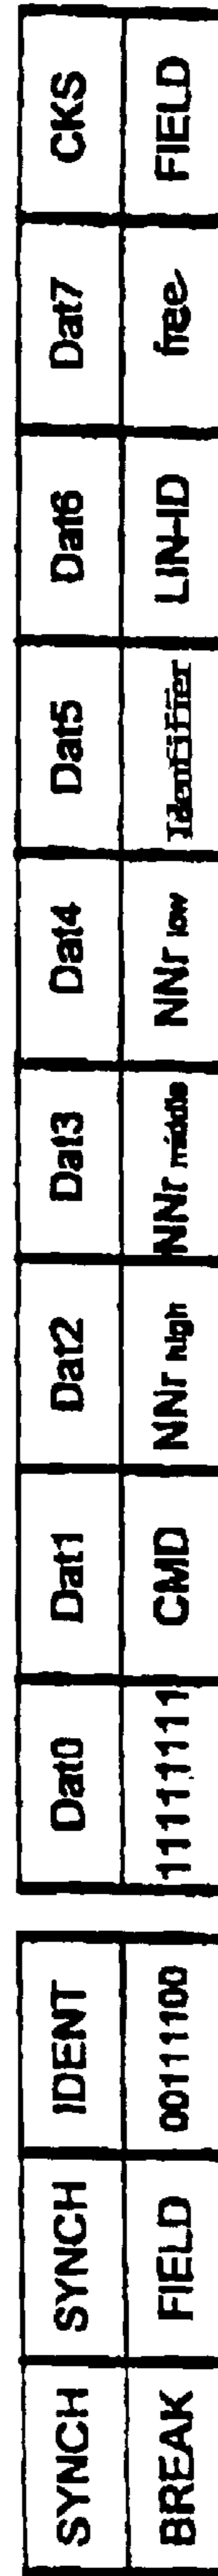 SYNCH SYNCH IDENT Dat0 Dat1 Dat2 Dat3 Dat4 Dat5 Dat6 Dat7 CKS
BREAK FIELD 00111100 11111111 CMD NNr high NNr middle NNr low Identifier LIN-ID free FIELD